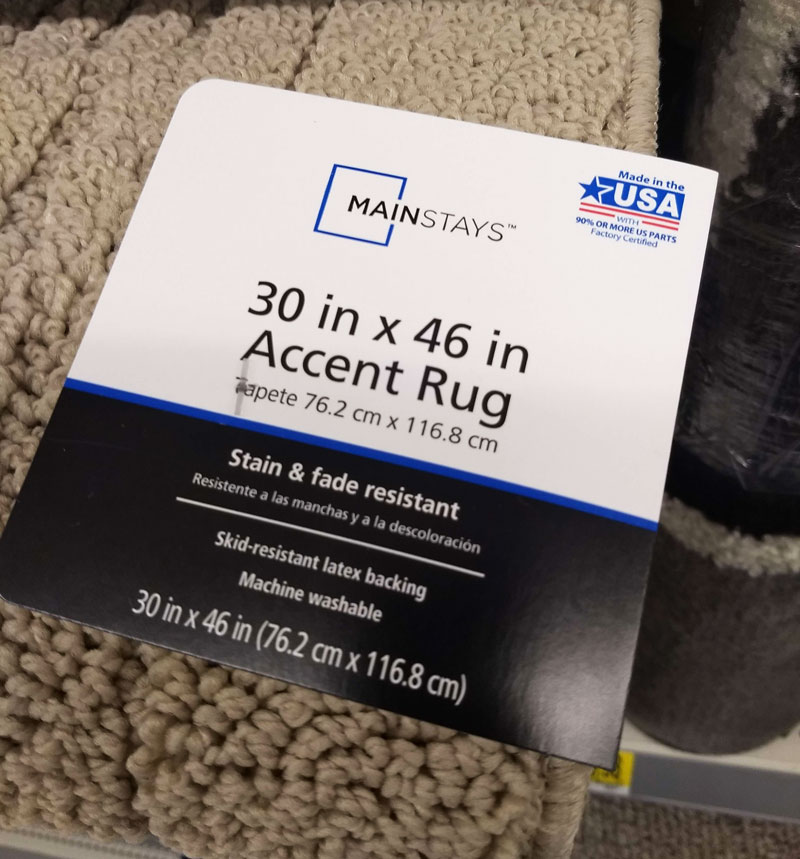 MAINSTAYS™
Made in the
USA
WITH
90% OR MORE US PARTS
Factory Certified
30 in x 46 in
Accent Rug
Tapete 76.2 cm x 116.8 cm
Stain & fade resistant
Resistente a las manchas y a la descoloración
Skid-resistant latex backing
Machine washable
30 in x 46 in (76.2 cm x 116.8 cm)